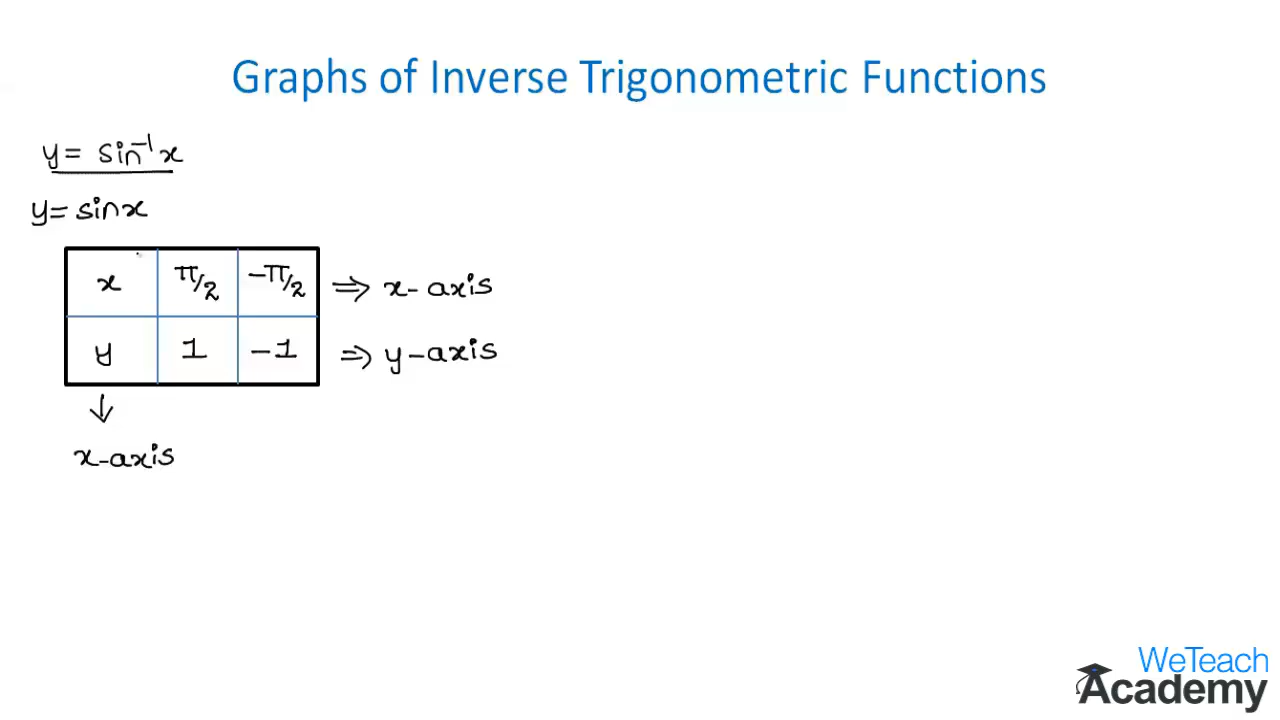 Graphs of Inverse Trigonometric Functions
y = sin⁻¹x
y = sinx
x π/2 -π/2 ⇒ x-axis
y 1 -1 ⇒ y-axis
↓
x-axis
WeTeach
Academy